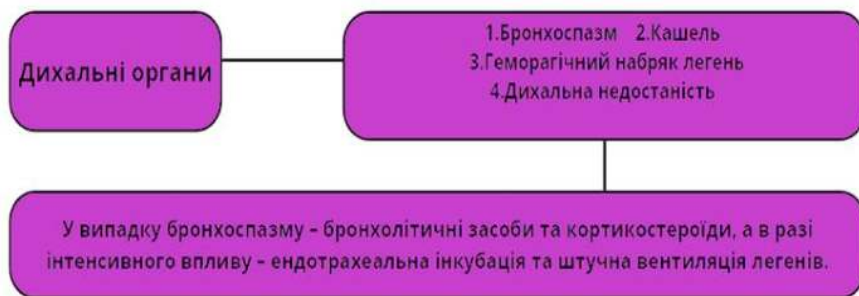 Дихальні органи
1.Бронхоспазм 2.Кашель
3.Геморагічний набряк легень
4.Дихальна недостаність
У випадку бронхоспазму – бронхолітичні засоби та кортикостероїди, а в разі
інтенсивного впливу – ендотрахеальна інкубація та штучна вентиляція легенів.